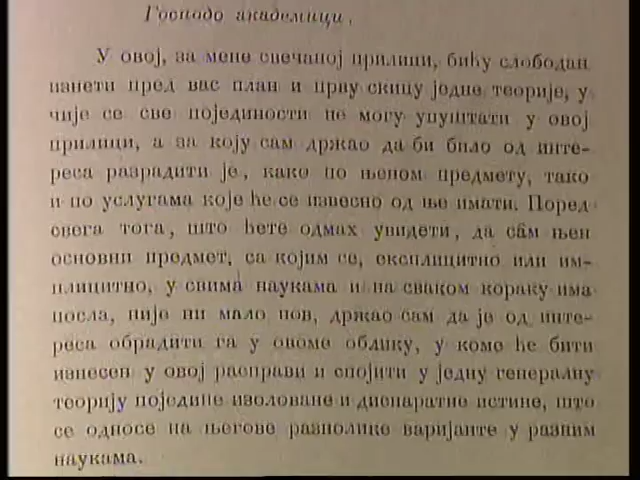 Господо академици,
У овој, за мене свечаној прилици, бићу слободан
изнети пред вас план и прву скицу једне теорије, у
чије се све појединости не могу упуштати у овој
прилици, а за коју сам држао да би било од инте-
реса разрадити је, како по њеном предмету, тако
и по услугама које ће се извесно од ње имати. Поред
свега тога, што ћете одмах увидети, да са̂м њен
основни предмет, са којим се, експлицитно или им-
плицитно, у свима наукама и на сваком кораку има
посла, није ни мало нов, држао сам да је од инте-
реса обрадити га у овоме облику, у коме ће бити
изнесен у овој расправи и спојити у једну генералну
теорију поједине изоловане и диспаратне истине, што
се односе на његове разнолике варијанте у разним
наукама.